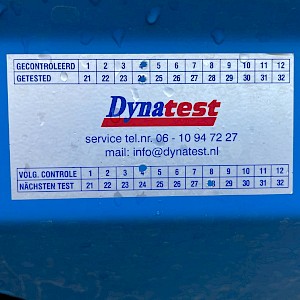 GECONTROLEERD 1 2 3 4 5 6 7 8 9 10 11 12
GETESTED 21 22 23 24 25 26 27 28 29 30 31 32
Dynatest
service tel.nr. 06 - 10 94 72 27
mail: info@dynatest.nl
VOLG. CONTROLE 1 2 3 4 5 6 7 8 9 10 11 12
NÄCHSTEN TEST 21 22 23 24 25 26 27 28 29 30 31 32